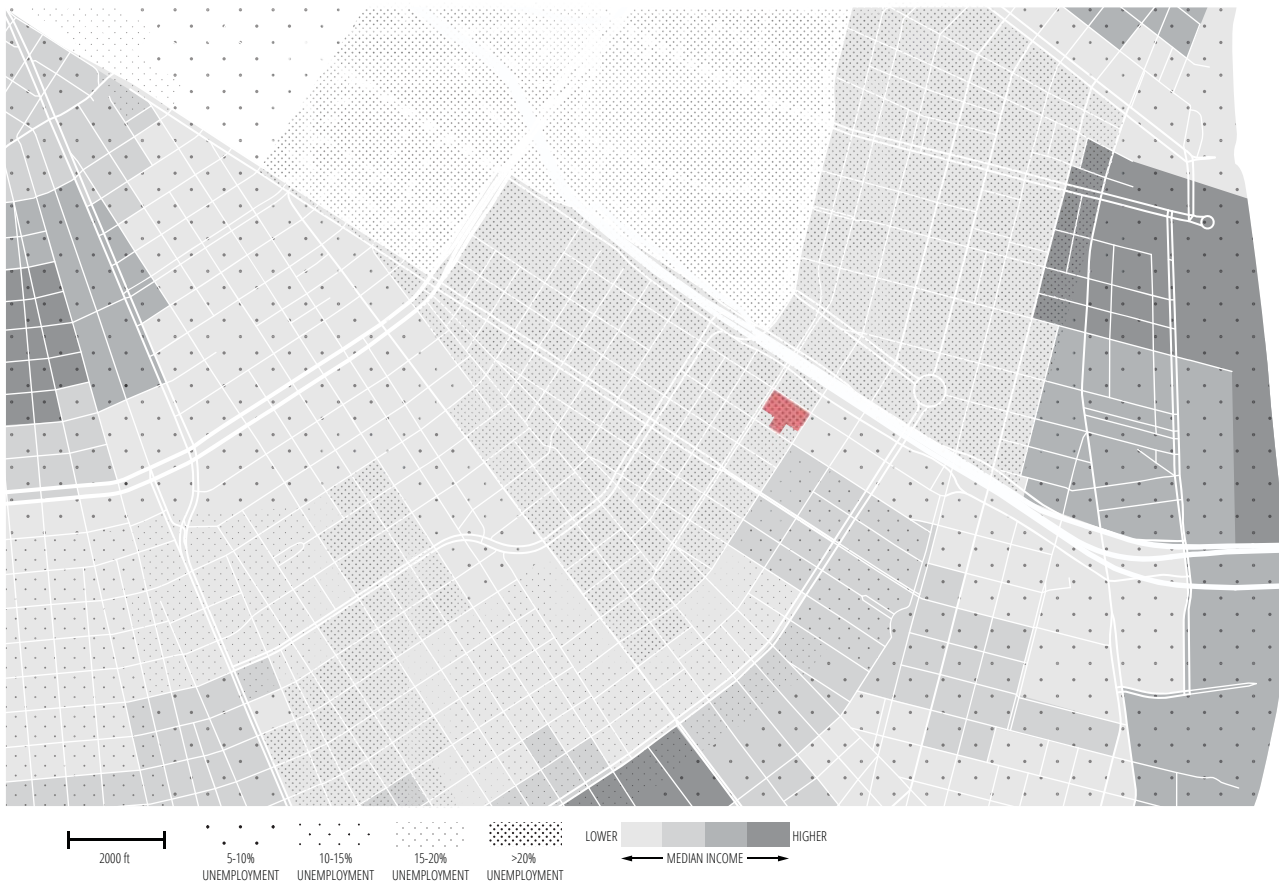 LOWER
HIGHER
2000 ft
5-10%
UNEMPLOYMENT
10-15%
UNEMPLOYMENT
15-20%
UNEMPLOYMENT
>20%
UNEMPLOYMENT
MEDIAN INCOME